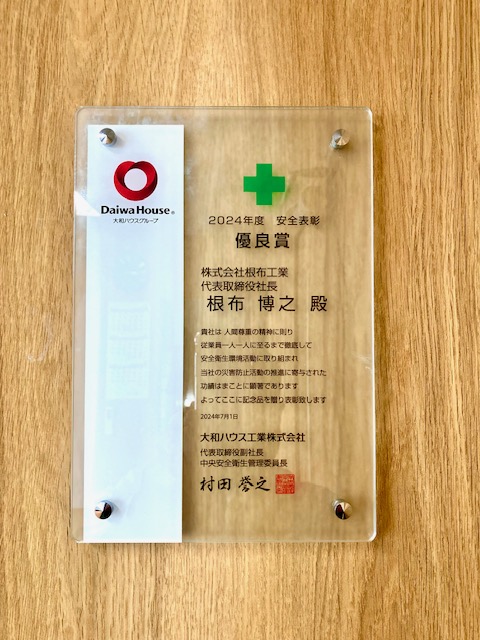 DaiwaHouse®
大和ハウスグループ
2024年度 安全表彰
優良賞
株式会社根布工業
代表取締役社長
根布 博之 殿
貴社は 人間尊重の精神に則り
従業員一人一人に至るまで徹底して
安全衛生環境活動に取り組まれ
当社の災害防止活動の推進に寄与された
功績はまことに顕著であります
よってここに記念品を贈り表彰致します
2024年7月1日
大和ハウス工業株式会社
代表取締役副社長
中央安全衛生管理委員長
村田 誉之